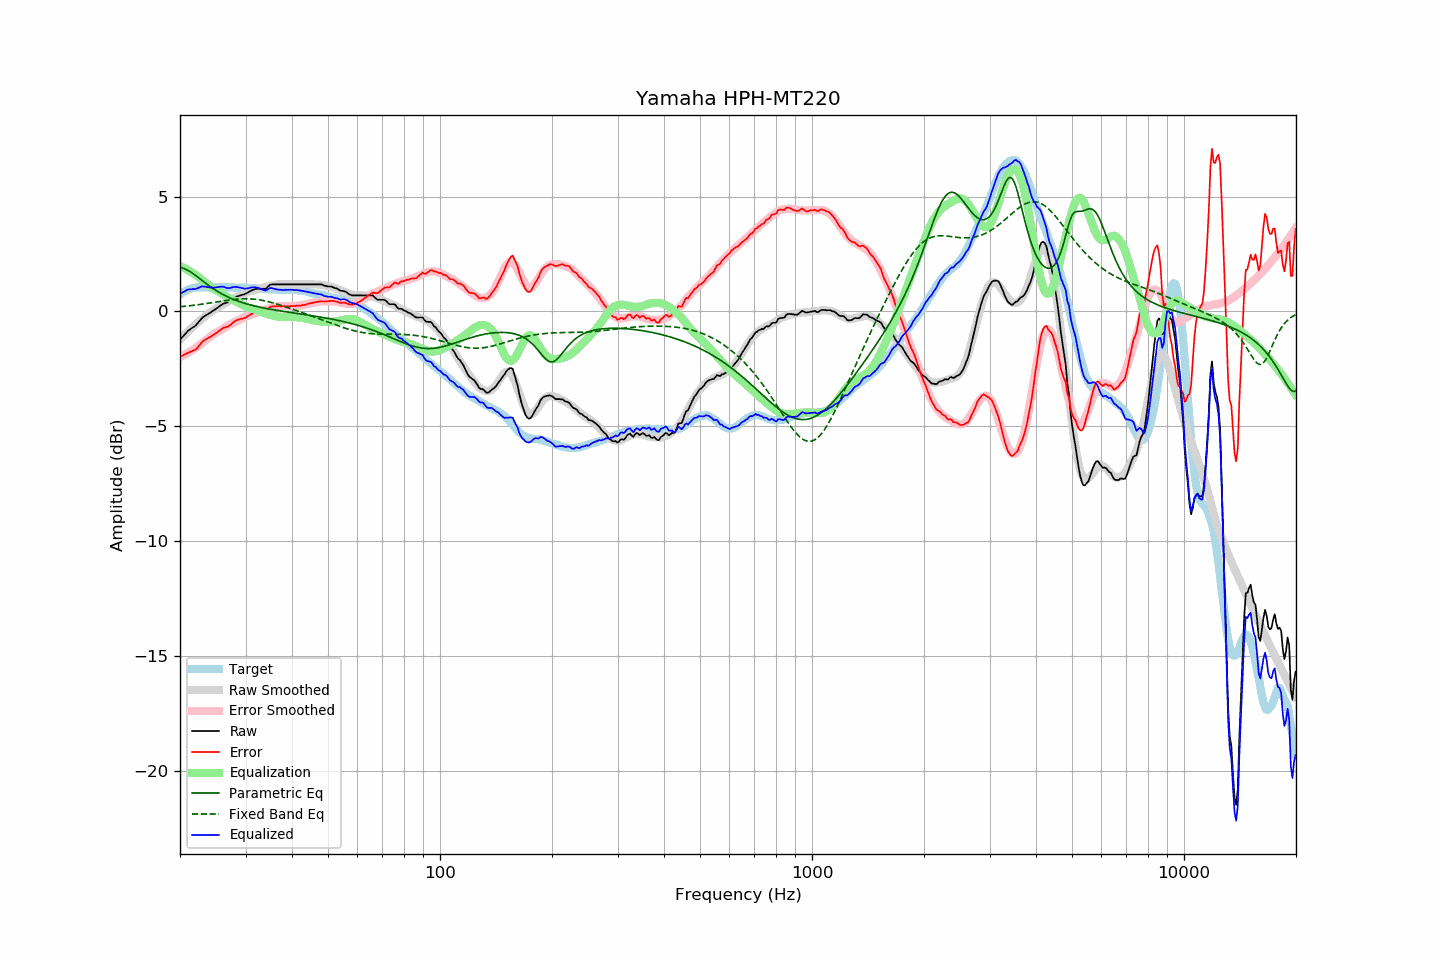 Yamaha HPH-MT220
Amplitude (dBr)
5
0
−5
−10
−15
−20
Target
Raw Smoothed
Error Smoothed
Raw
Error
Equalization
Parametric Eq
Fixed Band Eq
Equalized
100
1000
10000
Frequency (Hz)